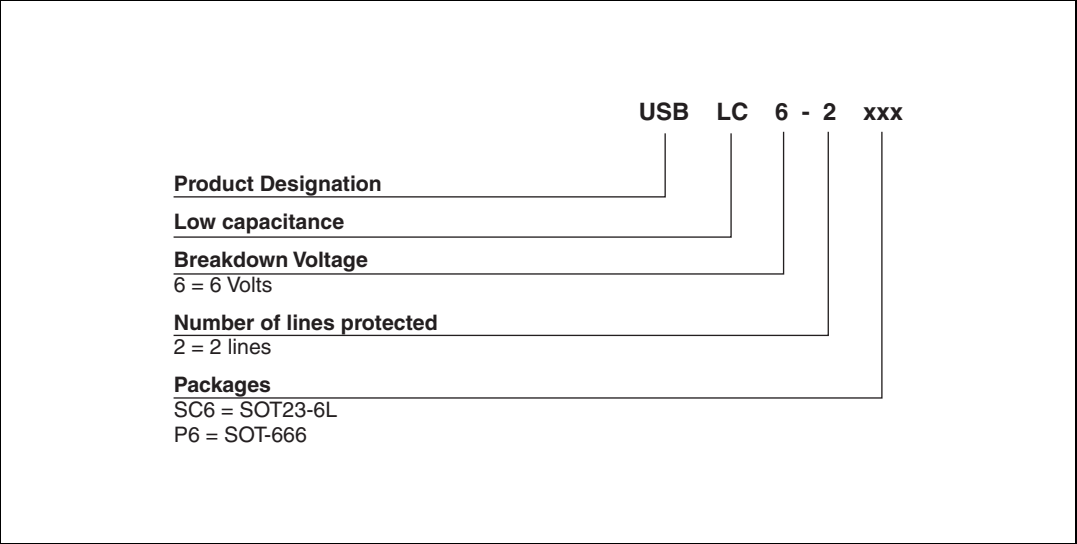 USB LC 6 - 2 xxx
Product Designation
Low capacitance
Breakdown Voltage
6 = 6 Volts
Number of lines protected
2 = 2 lines
Packages
SC6 = SOT23-6L
P6 = SOT-666